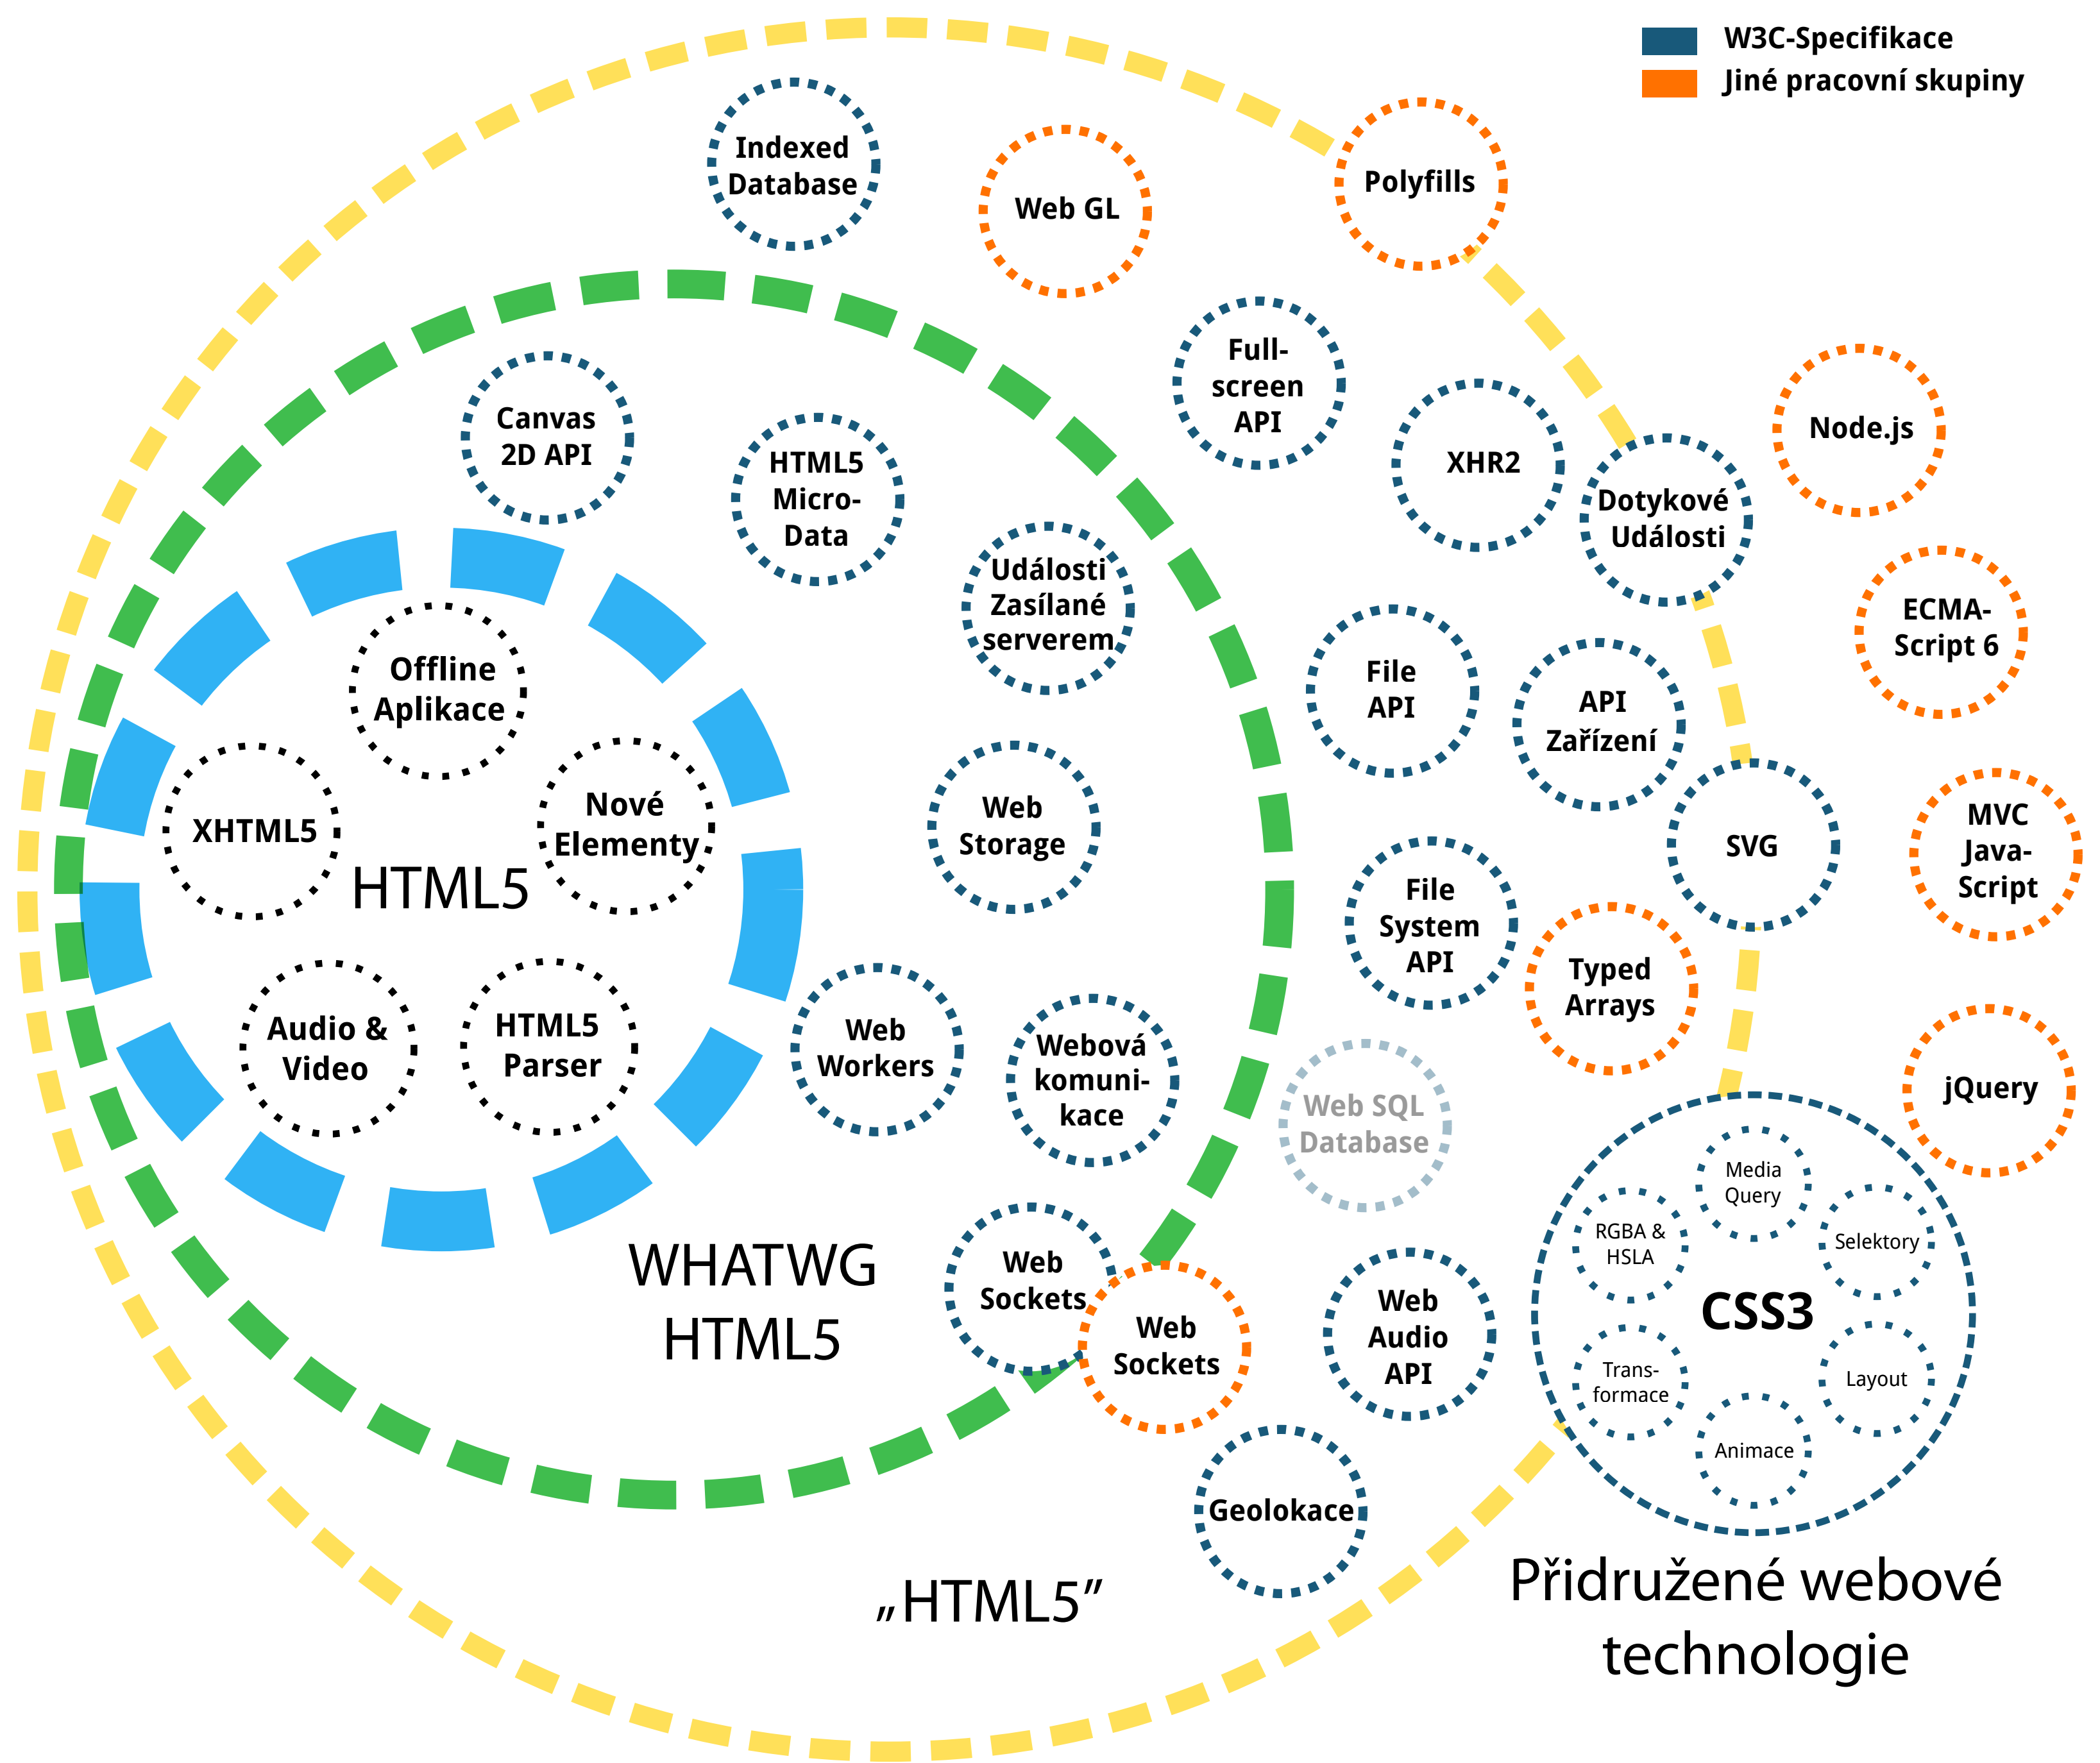 W3C-Specifikace
Jiné pracovní skupiny
Indexed
Database
Web GL
Polyfills
Full-
screen
API
XHR2
Node.js
Canvas
2D API
HTML5
Micro-
Data
Dotykové
Události
Události
Zasílané
serverem
ECMA-
Script 6
Offline
Aplikace
File
API
API
Zařízení
XHTML5
Nové
Elementy
HTML5
Web
Storage
SVG
MVC
Java-
Script
File
System
API
Typed
Arrays
Audio &
Video
HTML5
Parser
Web
Workers
Webová
komuni-
kace
Web SQL
Database
jQuery
Media
Query
RGBA &
HSLA
Selektory
CSS3
Trans-
formace
Layout
Animace
WHATWG
HTML5
Web
Sockets
Web
Sockets
Web
Audio
API
Geolokace
„HTML5”
Přidružené webové
technologie